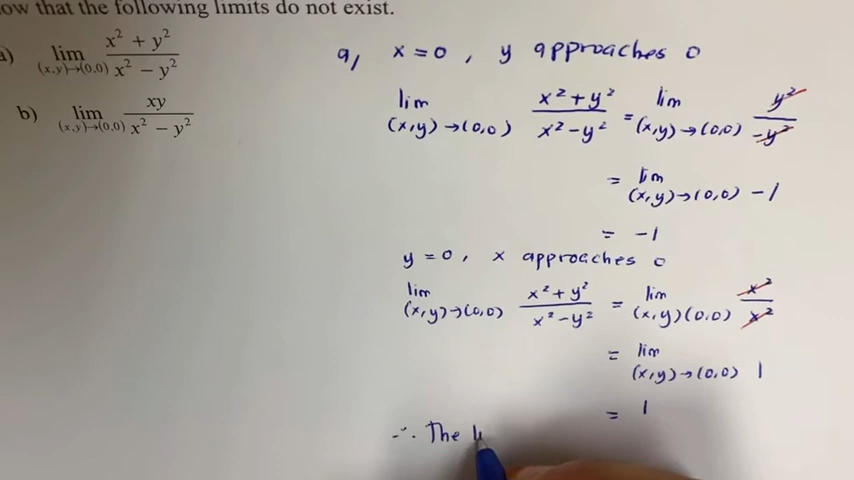 ow that the following limits do not exist.
a) lim (x,y)→(0,0) x² + y² / x² − y²
b) lim (x,y)→(0,0) xy / x² − y²
a, x = 0 , y approaches 0
lim (x,y) →(0,0) x² + y² / x² − y² = lim (x,y) →(0,0) y² / −y²
= lim (x,y) →(0,0) −1
= −1
y = 0 , x approaches 0
lim (x,y) →(0,0) x² + y² / x² − y² = lim (x,y) (0,0) x² / x²
= lim (x,y) →(0,0) 1
= 1
∴ The l